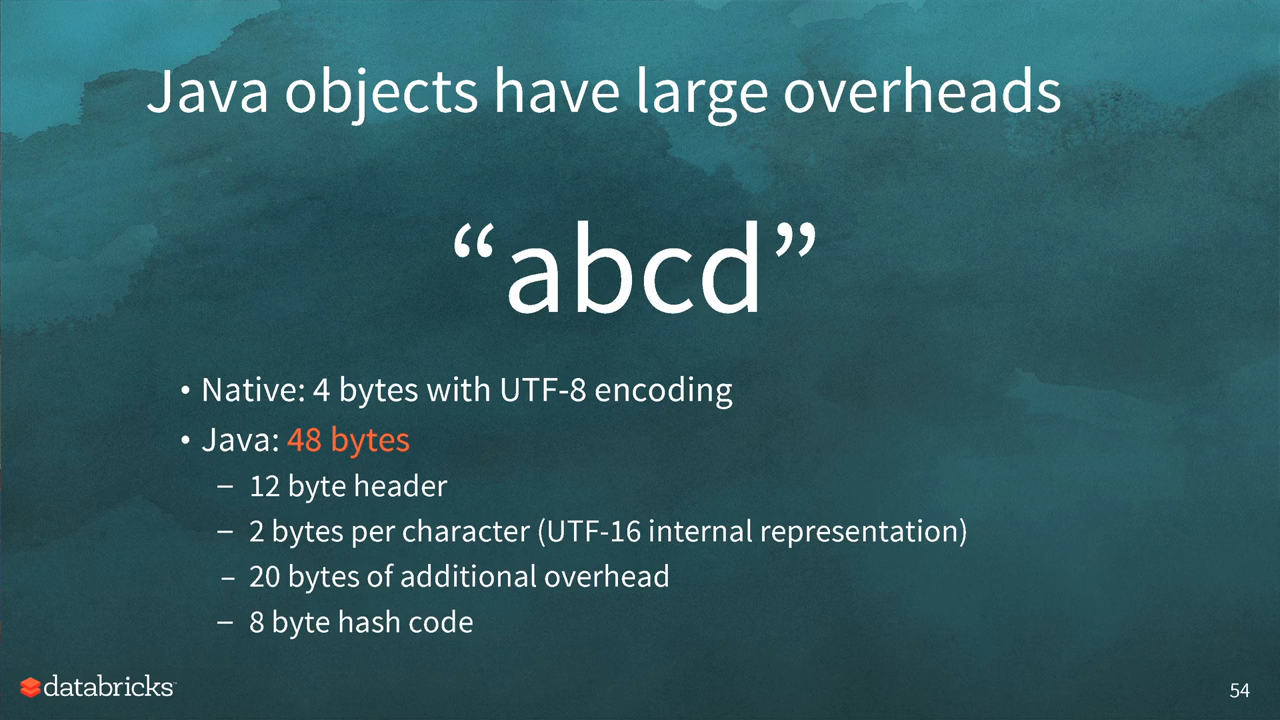 Java objects have large overheads
“abcd”
• Native: 4 bytes with UTF-8 encoding
• Java: 48 bytes
– 12 byte header
– 2 bytes per character (UTF-16 internal representation)
– 20 bytes of additional overhead
– 8 byte hash code
databricks™
54